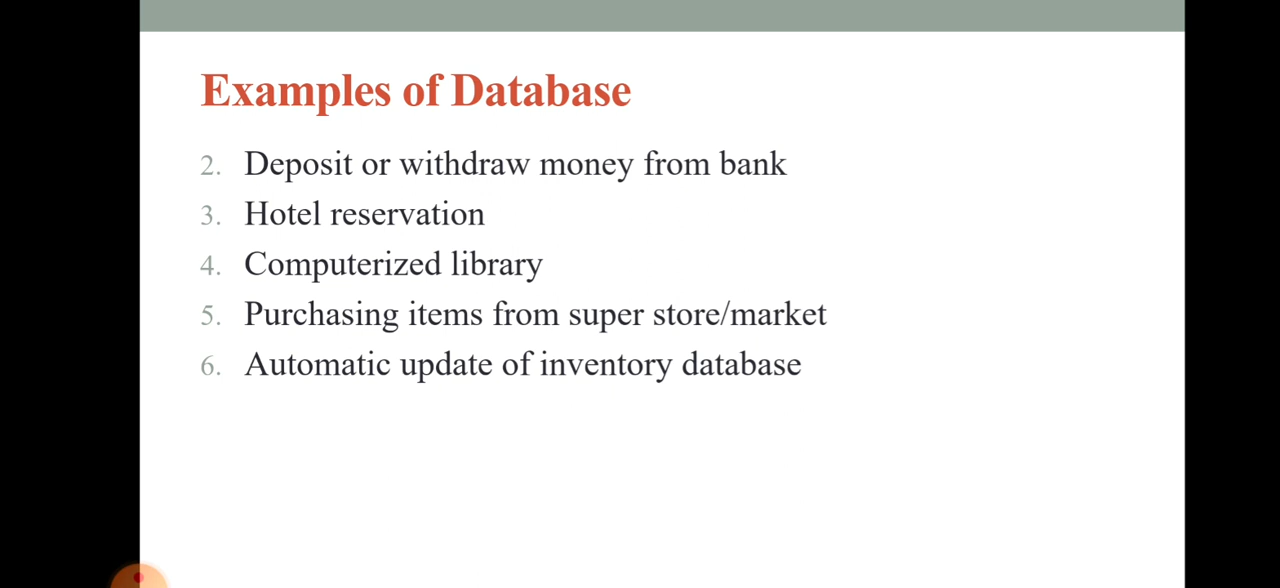 Examples of Database
2. Deposit or withdraw money from bank
3. Hotel reservation
4. Computerized library
5. Purchasing items from super store/market
6. Automatic update of inventory database